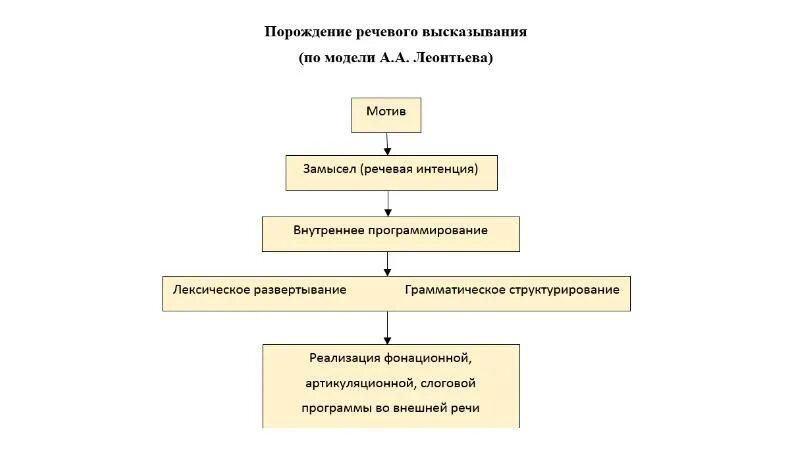 Порождение речевого высказывания
(по модели А.А. Леонтьева)
Мотив
Замысел (речевая интенция)
Внутреннее программирование
Лексическое развертывание Грамматическое структурирование
Реализация фонационной,
артикуляционной, слоговой
программы во внешней речи